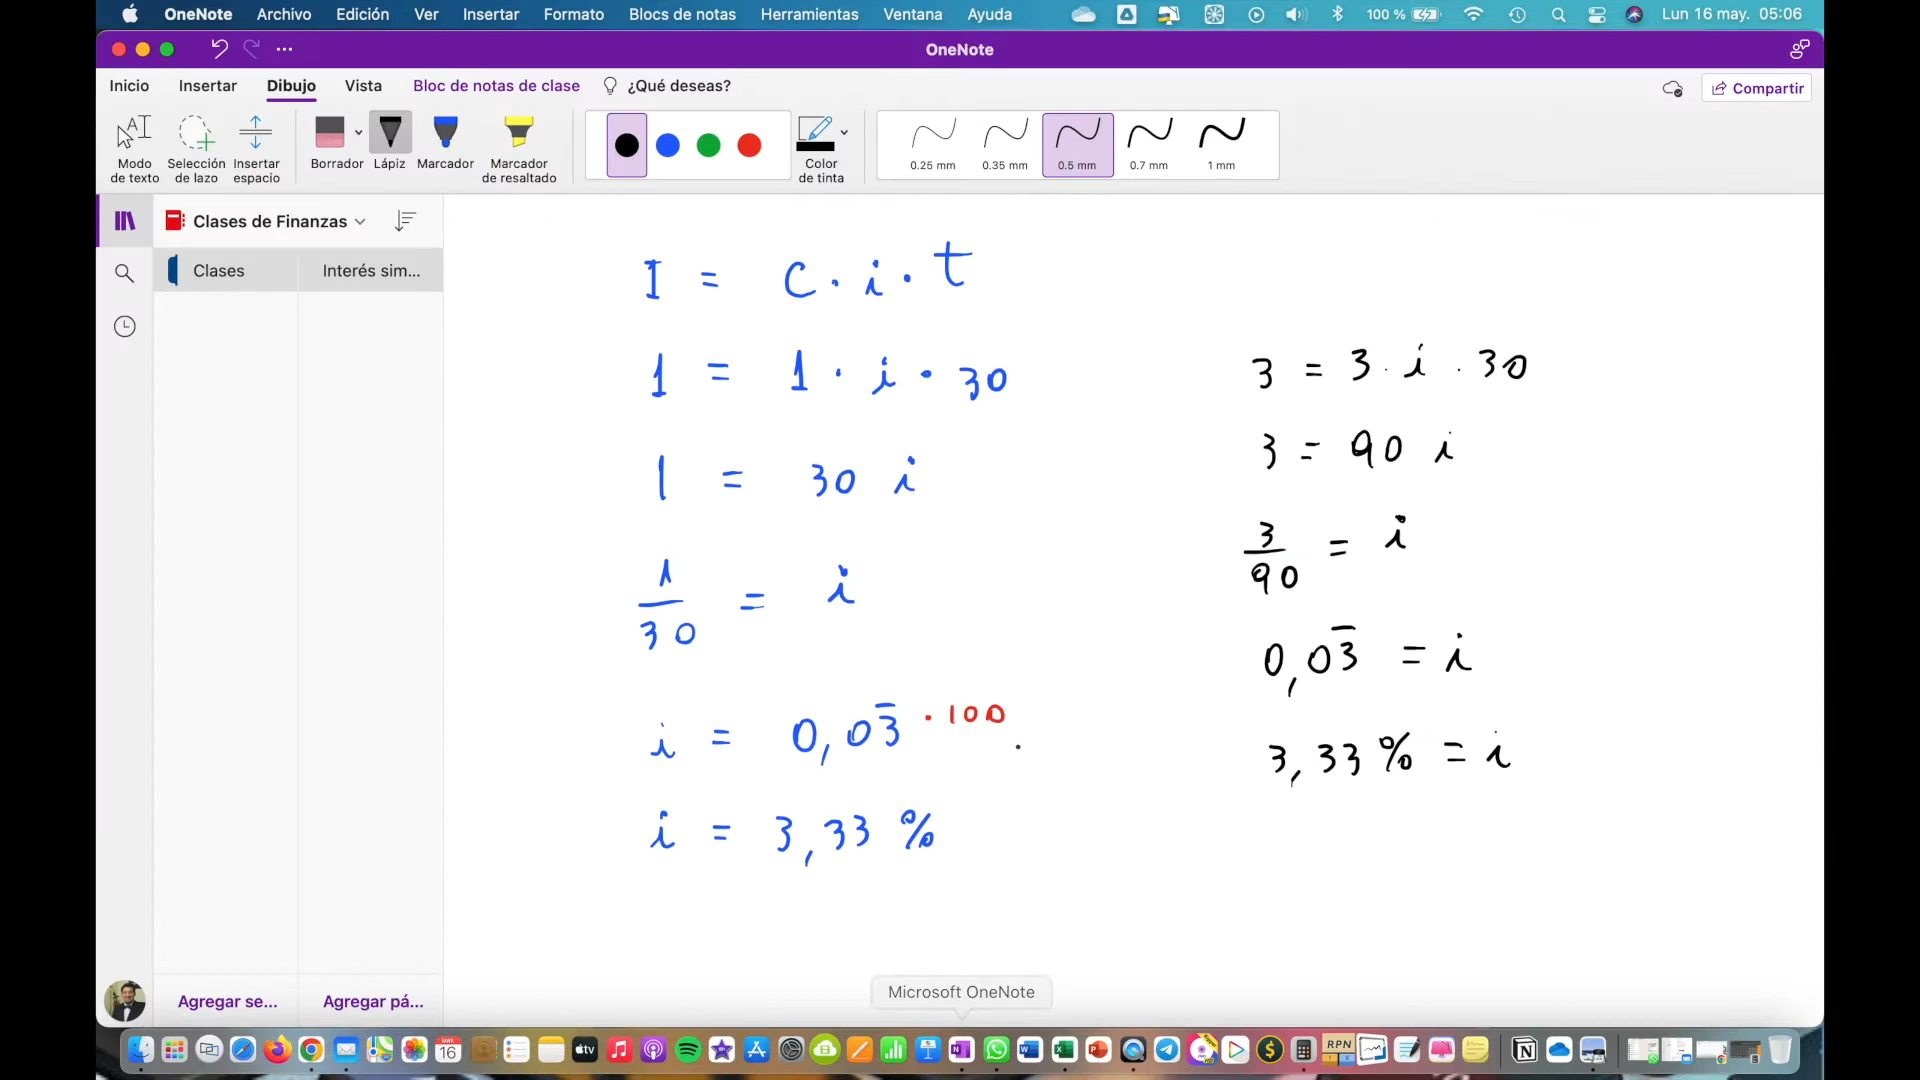 OneNote Archivo Edición Ver Insertar Formato Blocs de notas Herramientas Ventana Ayuda 100 % Lun 16 may. 05:06
OneNote
Inicio Insertar Dibujo Vista Bloc de notas de clase ¿Qué deseas? Compartir
Modo de texto
Selección de lazo
Insertar espacio
Borrador
Lápiz
Marcador
Marcador de resaltado
Color de tinta
0.25 mm 0.35 mm 0.5 mm 0.7 mm 1 mm
Clases de Finanzas
Clases Interés sim...
I = C · i · t
1 = 1 · i · 30
1 = 30 i
1/30 = i
i = 0,03̅ · 100
i = 3,33 %
3 = 3 · i · 30
3 = 90 i
3/90 = i
0,03̅ = i
3,33 % = i
Agregar se... Agregar pá...
Microsoft OneNote
MAY. 16
tv
RPN